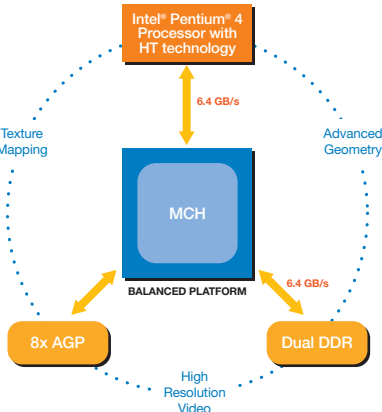 Intel® Pentium® 4
Processor with
HT technology
6.4 GB/s
Texture
Mapping
Advanced
Geometry
MCH
BALANCED PLATFORM
6.4 GB/s
8x AGP
Dual DDR
High
Resolution
Video